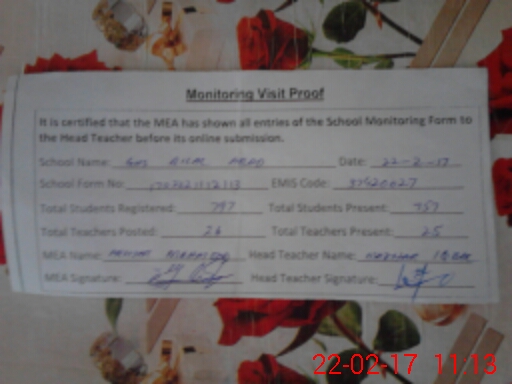 Monitoring Visit Proof
It is certified that the MEA has shown all entries of the School Monitoring Form to
the Head Teacher before its online submission.
School Name: Date: 22-2-17
School Form No: EMIS Code: 37420627
Total Students Registered: 797 Total Students Present: 757
Total Teachers Posted: 26 Total Teachers Present: 25
MEA Name: Head Teacher Name:
MEA Signature: Head Teacher Signature:
22-02-17 11:13